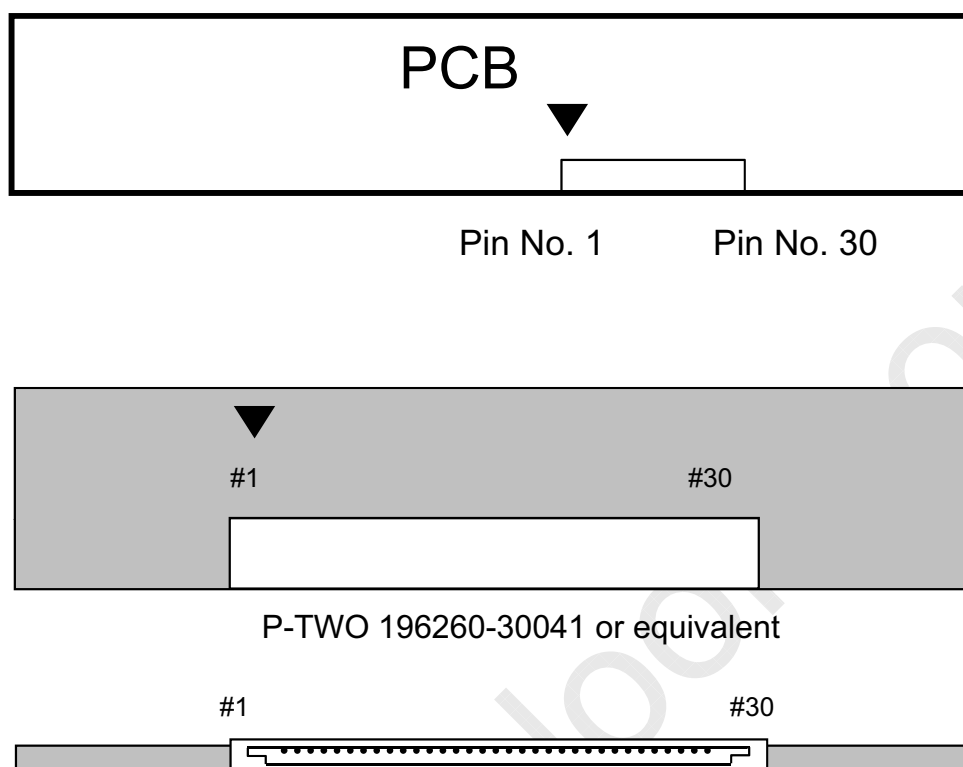 PCB
Pin No. 1 Pin No. 30
#1 #30
P-TWO 196260-30041 or equivalent
#1 #30